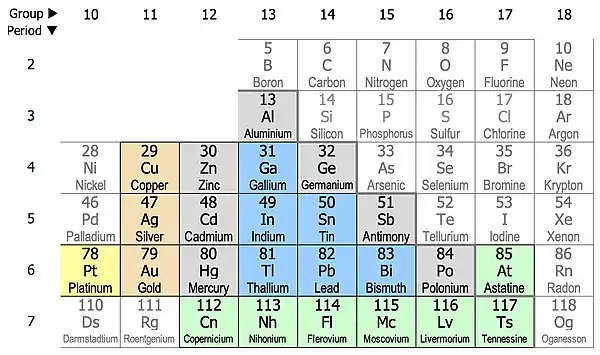 Group ▶ 10 11 12 13 14 15 16 17 18
Period ▼
5 6 7 8 9 10
2 B C N O F Ne
Boron Carbon Nitrogen Oxygen Fluorine Neon
13 14 15 16 17 18
3 Al Si P S Cl Ar
Aluminium Silicon Phosphorus Sulfur Chlorine Argon
28 29 30 31 32 33 34 35 36
4 Ni Cu Zn Ga Ge As Se Br Kr
Nickel Copper Zinc Gallium Germanium Arsenic Selenium Bromine Krypton
46 47 48 49 50 51 52 53 54
5 Pd Ag Cd In Sn Sb Te I Xe
Palladium Silver Cadmium Indium Tin Antimony Tellurium Iodine Xenon
78 79 80 81 82 83 84 85 86
6 Pt Au Hg Tl Pb Bi Po At Rn
Platinum Gold Mercury Thallium Lead Bismuth Polonium Astatine Radon
110 111 112 113 114 115 116 117 118
7 Ds Rg Cn Nh Fl Mc Lv Ts Og
Darmstadtium Roentgenium Copernicium Nihonium Flerovium Moscovium Livermorium Tennessine Oganesson